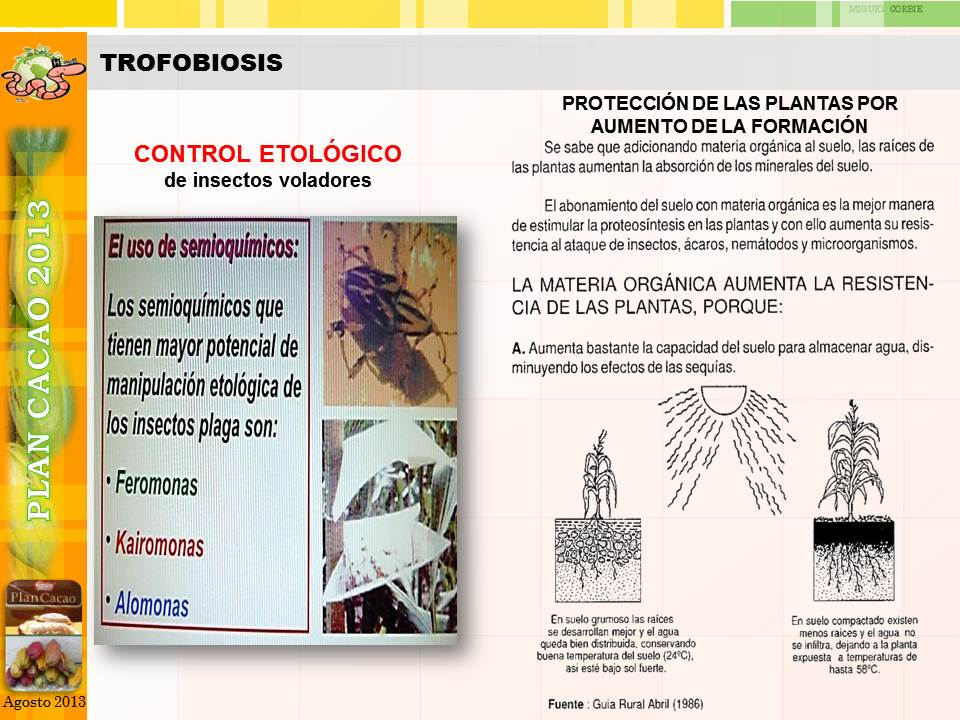 MIGUEL CORBIE
TROFOBIOSIS
PLAN CACAO 2013
CONTROL ETOLÓGICO
de insectos voladores
El uso de semioquímicos:
Los semioquímicos que
tienen mayor potencial de
manipulación etológica de
los insectos plaga son:
• Feromonas
• Kairomonas
• Alomonas
PROTECCIÓN DE LAS PLANTAS POR
AUMENTO DE LA FORMACIÓN
Se sabe que adicionando materia orgánica al suelo, las raíces de
las plantas aumentan la absorción de los minerales del suelo.
El abonamiento del suelo con materia orgánica es la mejor manera
de estimular la proteosíntesis en las plantas y con ello aumenta su resis-
tencia al ataque de insectos, ácaros, nemátodos y microorganismos.
LA MATERIA ORGÁNICA AUMENTA LA RESISTEN-
CIA DE LAS PLANTAS, PORQUE:
A. Aumenta bastante la capacidad del suelo para almacenar agua, dis-
minuyendo los efectos de las sequías.
En suelo grumoso las raíces
se desarrollan mejor y el agua
queda bien distribuida, conservando
buena temperatura del suelo (24ºC),
así esté bajo sol fuerte.
En suelo compactado existen
menos raices y el agua no
se infiltra, dejando a la planta
expuesta a temperaturas de
hasta 58ºC.
Fuente : Guia Rural Abril (1986)
PlanCacao
Agosto 2013